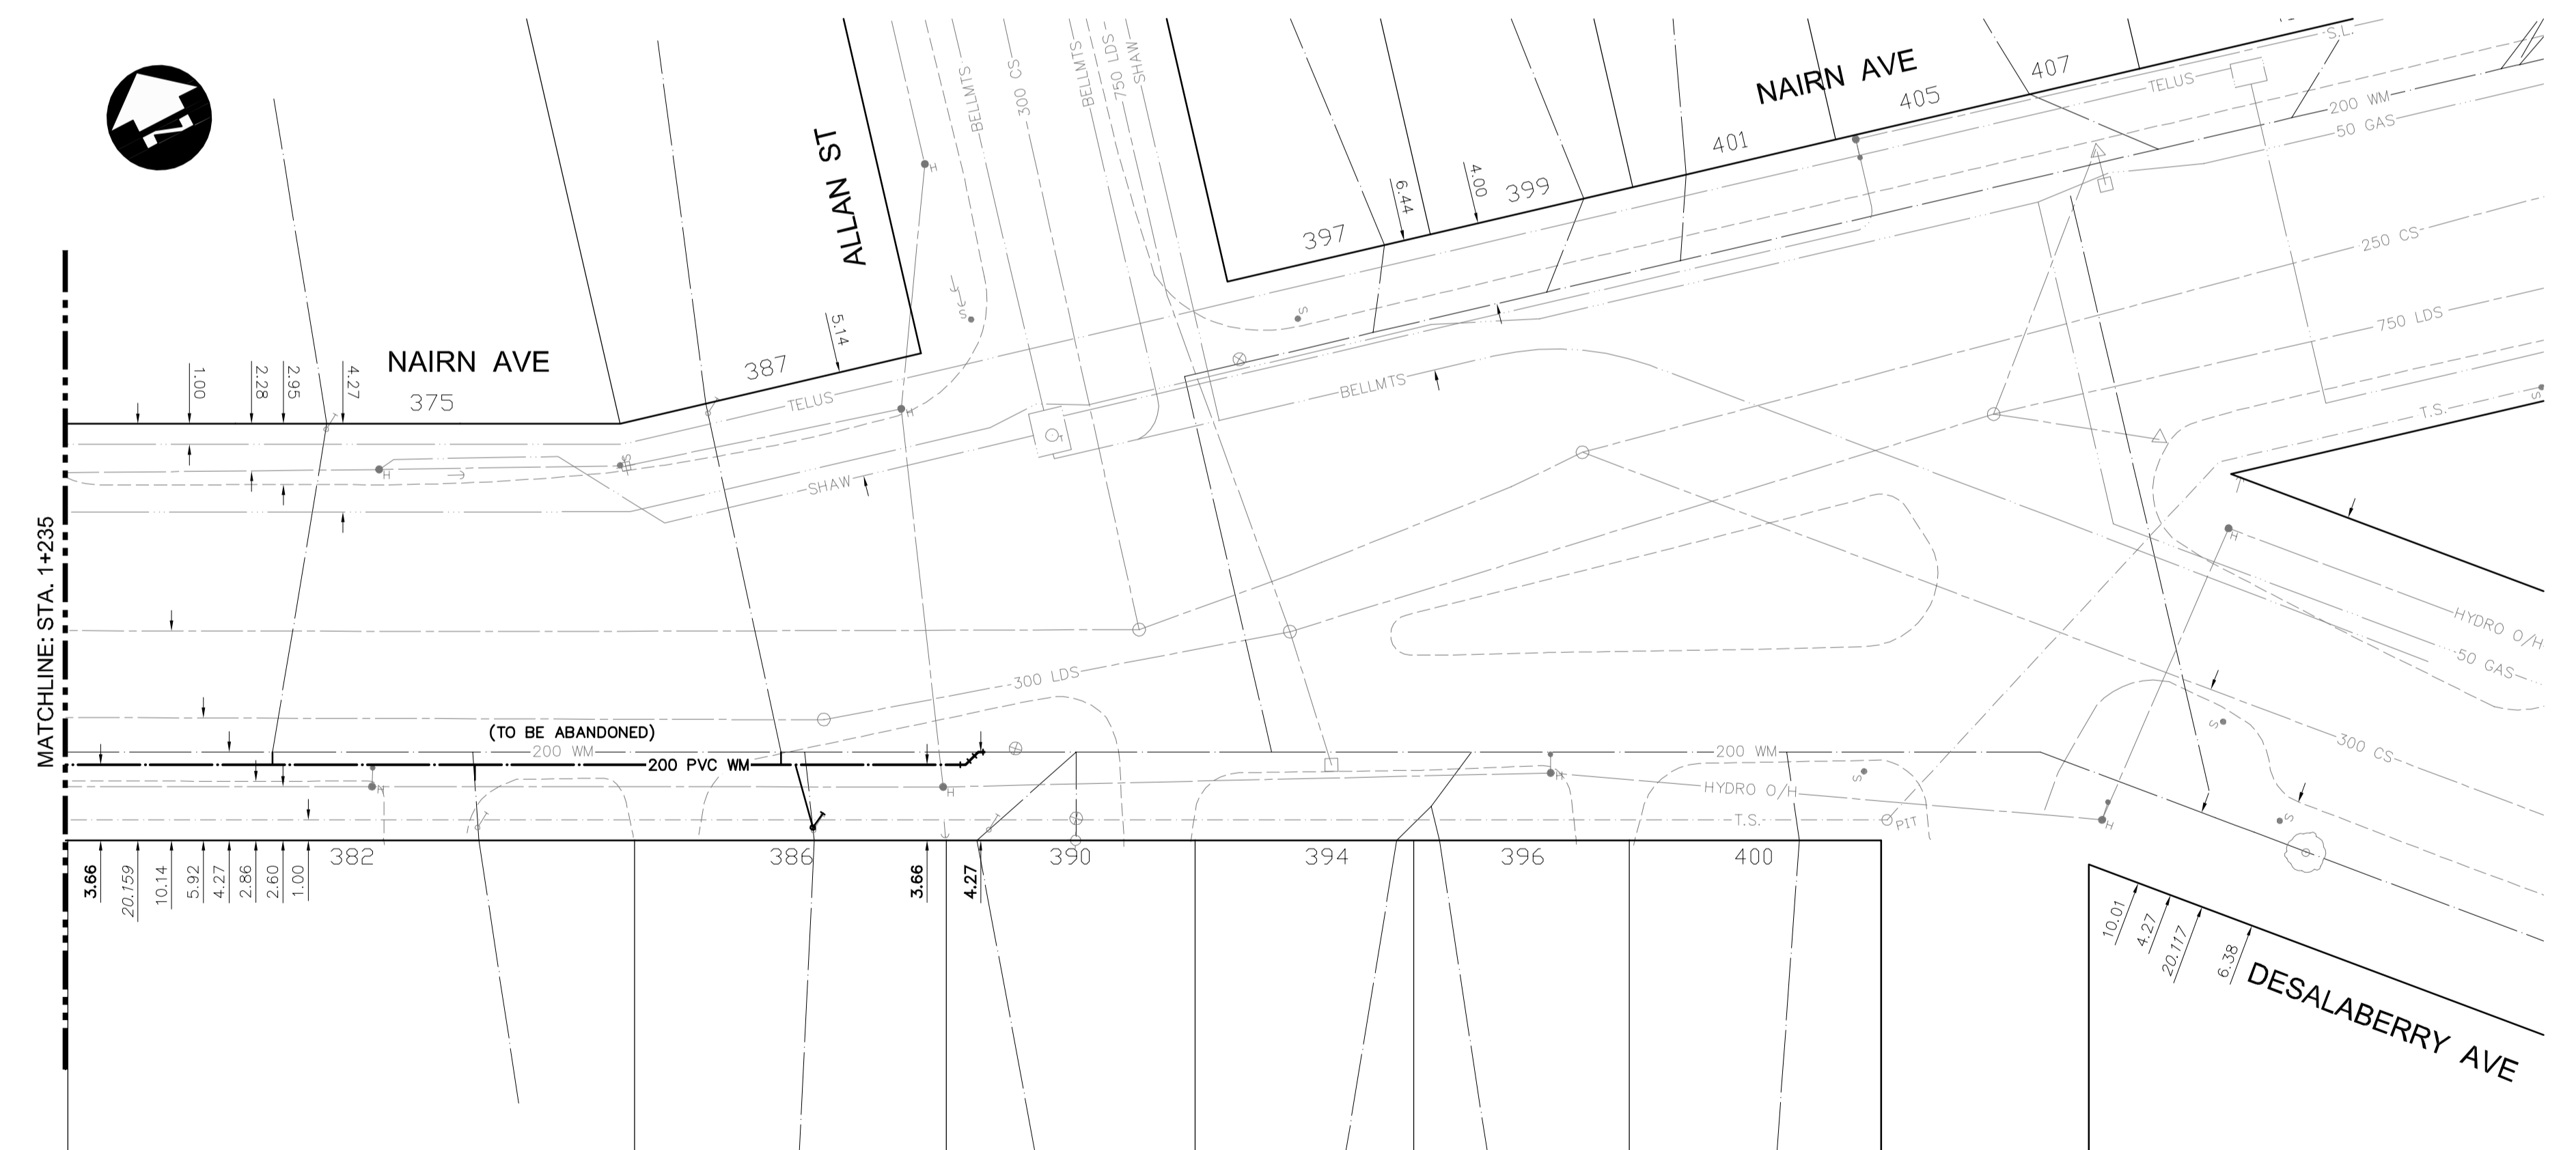 NAIRN AVE
407
405
401
399
397
4.00
6.44
S.L.
TELUS
200 WM
50 GAS
250 CS
750 LDS
T.S.
S
BELLMTS
300 CS
BELLMTS
750 LDS
SHAW
ALLAN ST
H
S
S
5.14
387
TELUS
H
T
BELLMTS
SHAW
NAIRN AVE
375
1.00
2.28
2.95
4.27
H
S
MATCHLINE: STA. 1+235
300 LDS
(TO BE ABANDONED)
200 WM
200 PVC WM
200 WM
H
H
H
S
HYDRO O/H
T.S.
PIT
H
H
HYDRO O/H
50 GAS
300 CS
S
S
382
386
390
394
396
400
3.66
20.159
10.14
5.92
4.27
2.86
2.60
1.00
3.66
4.27
10.01
4.27
20.117
6.38
DESALABERRY AVE